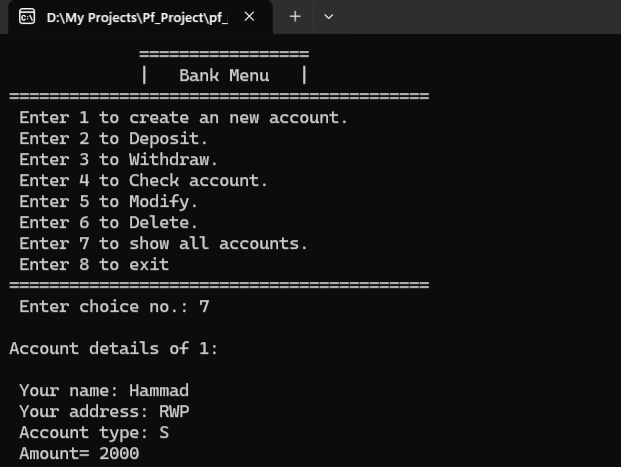 D:\My Projects\Pf_Project\pf_
=================
|   Bank Menu   |
==========================================
Enter 1 to create an new account.
Enter 2 to Deposit.
Enter 3 to Withdraw.
Enter 4 to Check account.
Enter 5 to Modify.
Enter 6 to Delete.
Enter 7 to show all accounts.
Enter 8 to exit
==========================================
Enter choice no.: 7
Account details of 1:
Your name: Hammad
Your address: RWP
Account type: S
Amount= 2000